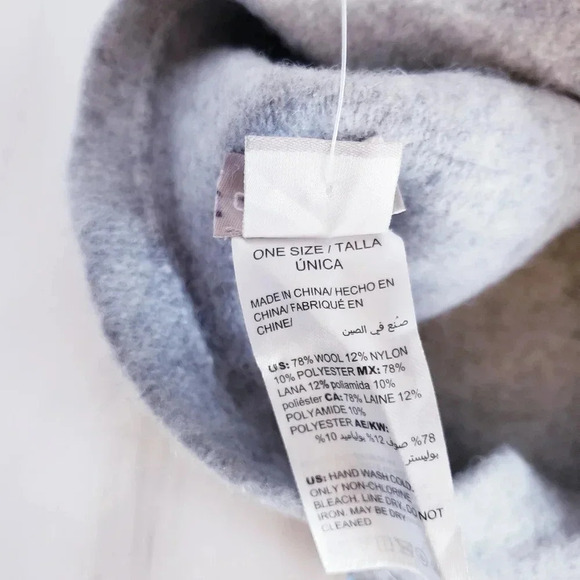 ONE SIZE / TALLA
ÚNICA
MADE IN CHINA/ HECHO EN
CHINA/ FABRIQUÉ EN
CHINE/
صنع في الصين
US: 78% WOOL 12% NYLON
10% POLYESTER MX: 78%
LANA 12% poliamida 10%
poliéster CA: 78% LAINE 12%
POLYAMIDE 10%
POLYESTER AE/KW:
78% صوف 12% بولياميد 10%
بوليستر
US: HAND WASH COLD.
ONLY NON-CHLORINE
BLEACH. LINE DRY. DO NOT
IRON. MAY BE DRY
CLEANED